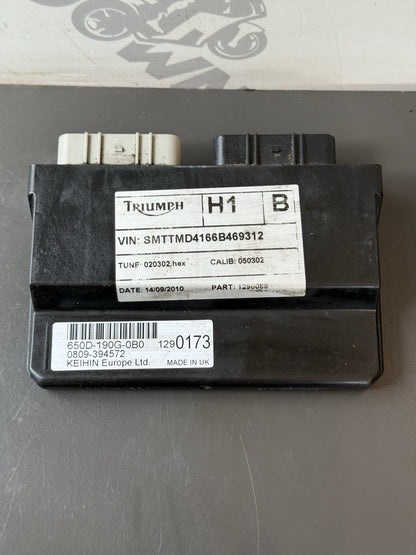 TRIUMPH H1 B
VIN: SMTTMD4166B469312
TUNF: 020302.hex CALIB: 050302
DATE: 14/09/2010 PART: 1290089
650D-190G-0B0 1290173
0809-394572
KEIHIN Europe Ltd. MADE IN UK